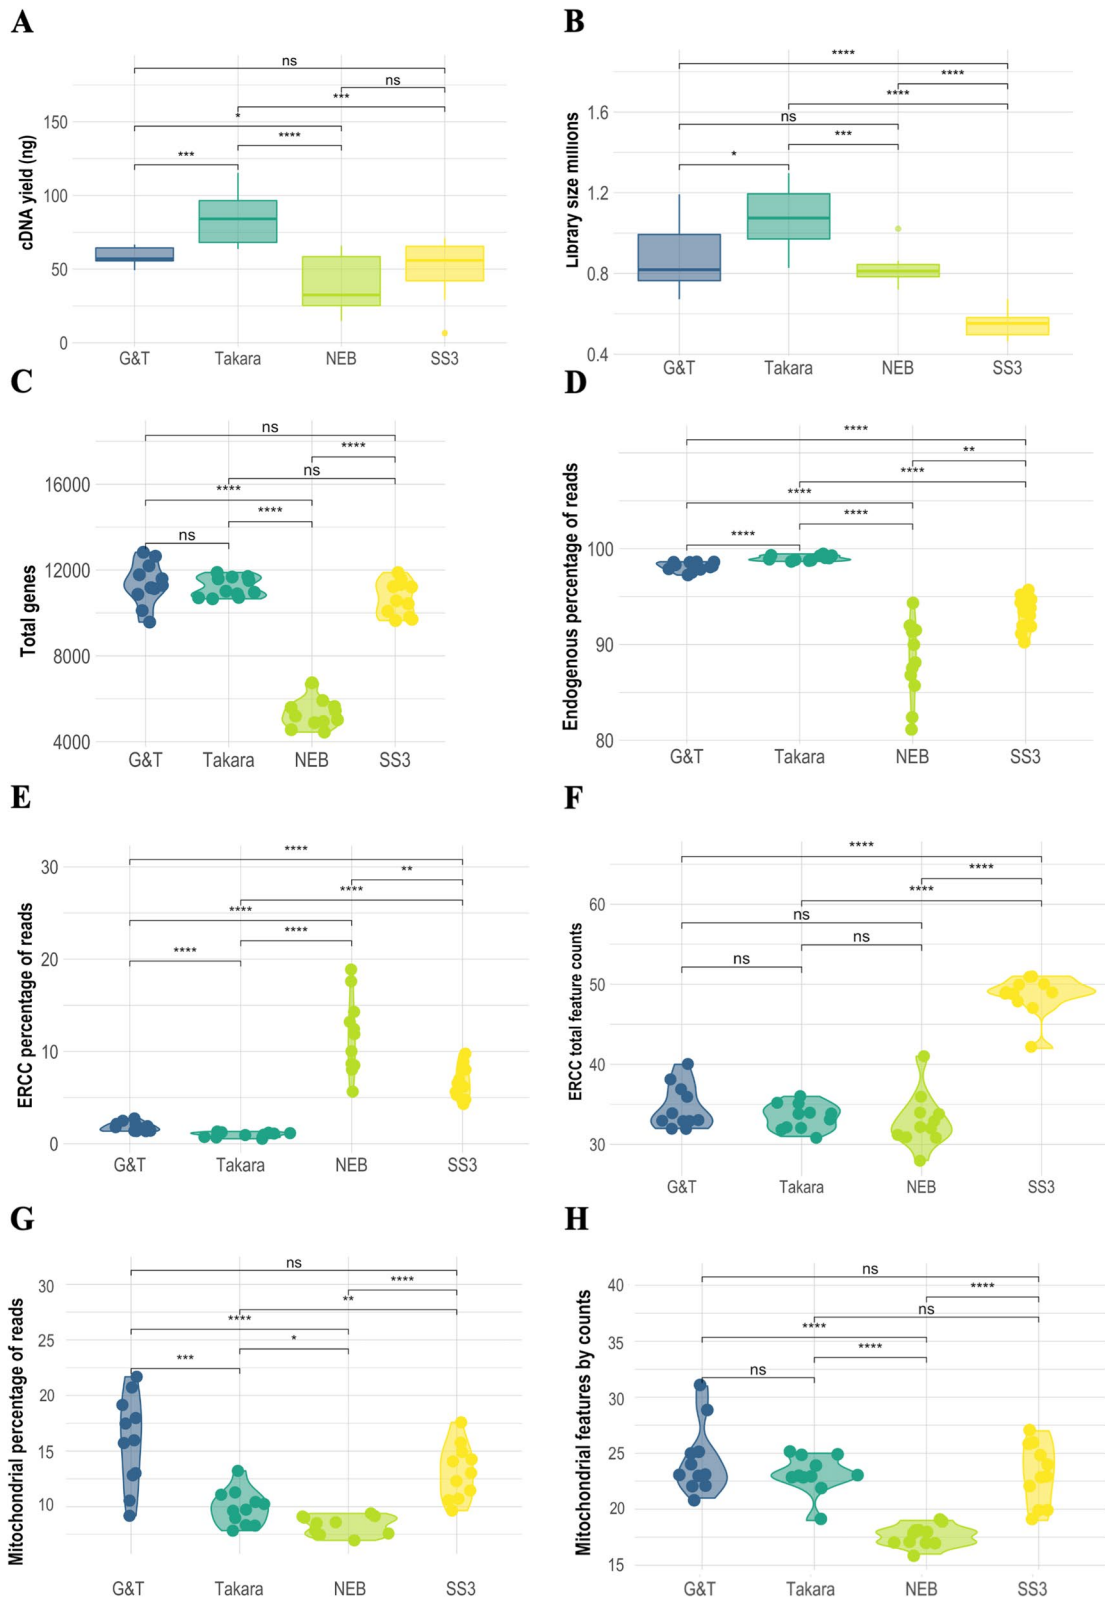 A
cDNA yield (ng)
150
100
50
0
ns
ns
***
*
****
***
G&T Takara NEB SS3
B
Library size millions
1.6
1.2
0.8
0.4
****
****
****
ns
***
*
G&T Takara NEB SS3
C
Total genes
16000
12000
8000
4000
ns
****
ns
****
****
ns
G&T Takara NEB SS3
D
Endogenous percentage of reads
100
90
80
****
**
****
****
****
****
G&T Takara NEB SS3
E
ERCC percentage of reads
30
20
10
0
****
**
****
****
****
****
G&T Takara NEB SS3
F
ERCC total feature counts
60
50
40
30
****
****
****
ns
ns
ns
G&T Takara NEB SS3
G
Mitochondrial percentage of reads
30
25
20
15
10
ns
****
**
****
*
***
G&T Takara NEB SS3
H
Mitochondrial features by counts
40
35
30
25
20
15
ns
****
ns
****
****
ns
G&T Takara NEB SS3